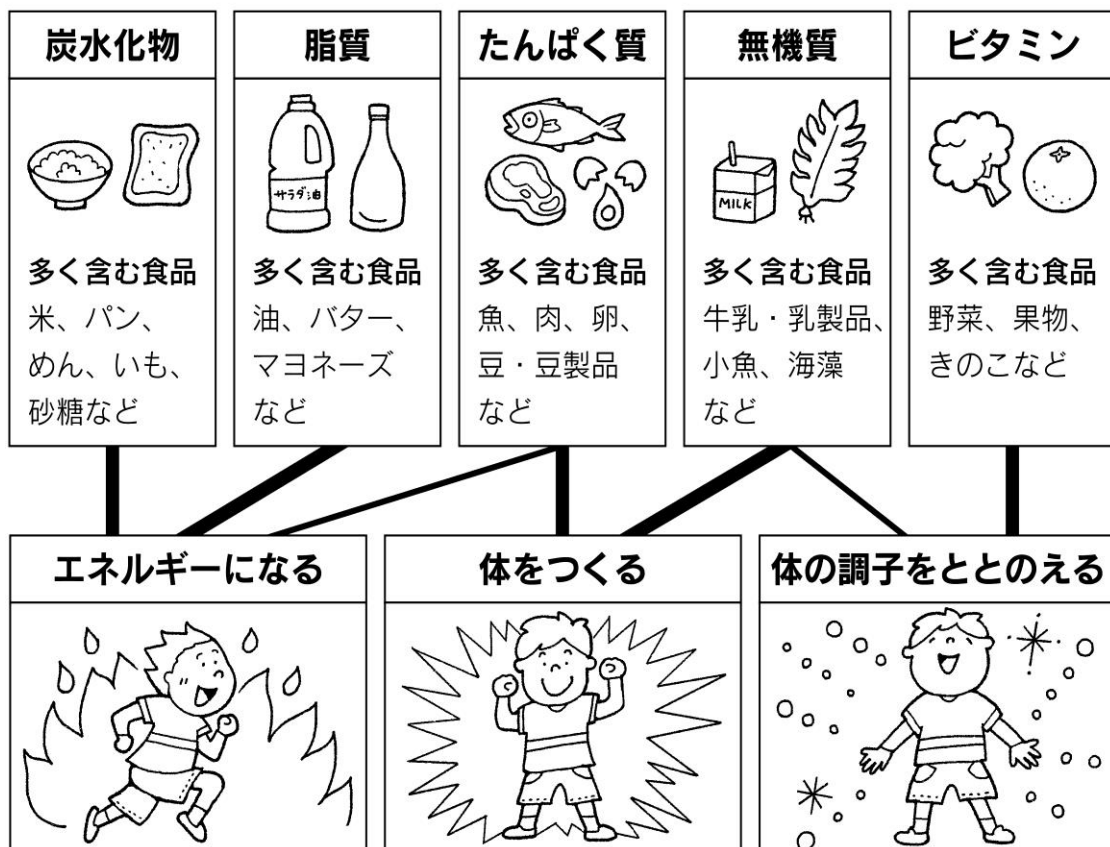 炭水化物
サラダ油
MILK
多く含む食品
米、パン、
めん、いも、
砂糖など
脂質
多く含む食品
油、バター、
マヨネーズ
など
たんぱく質
多く含む食品
魚、肉、卵、
豆・豆製品
など
無機質
多く含む食品
牛乳・乳製品、
小魚、海藻
など
ビタミン
多く含む食品
野菜、果物、
きのこなど
エネルギーになる
体をつくる
体の調子をととのえる